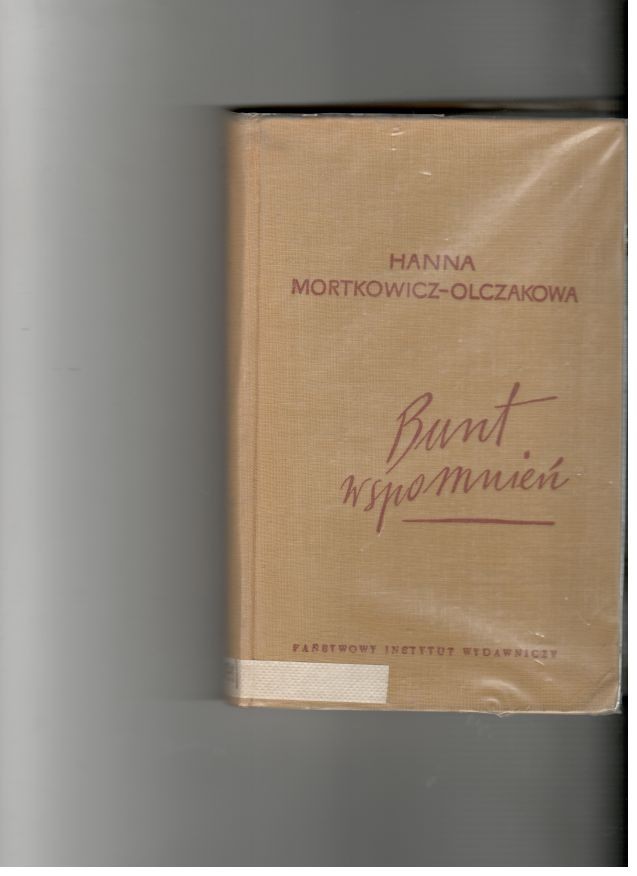 HANNA
MORTKOWICZ-OLCZAKOWA
Bunt
wspomnień
PAŃSTWOWY INSTYTUT WYDAWNICZY